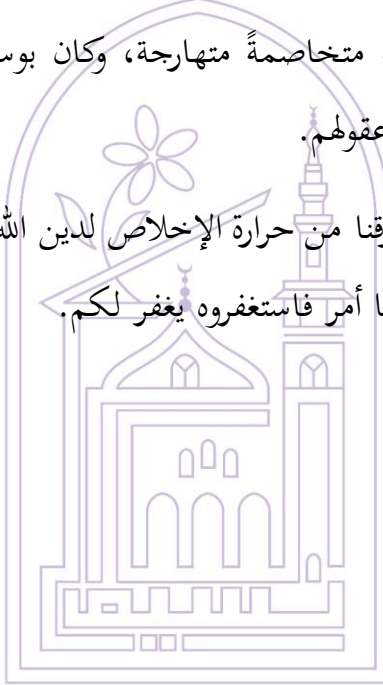 متخاصمةً متهارجة، وكان بوس
عقولهم.
قنا من حرارة الإخلاص لدين الله
ا أمر فاستغفروه يغفر لكم.